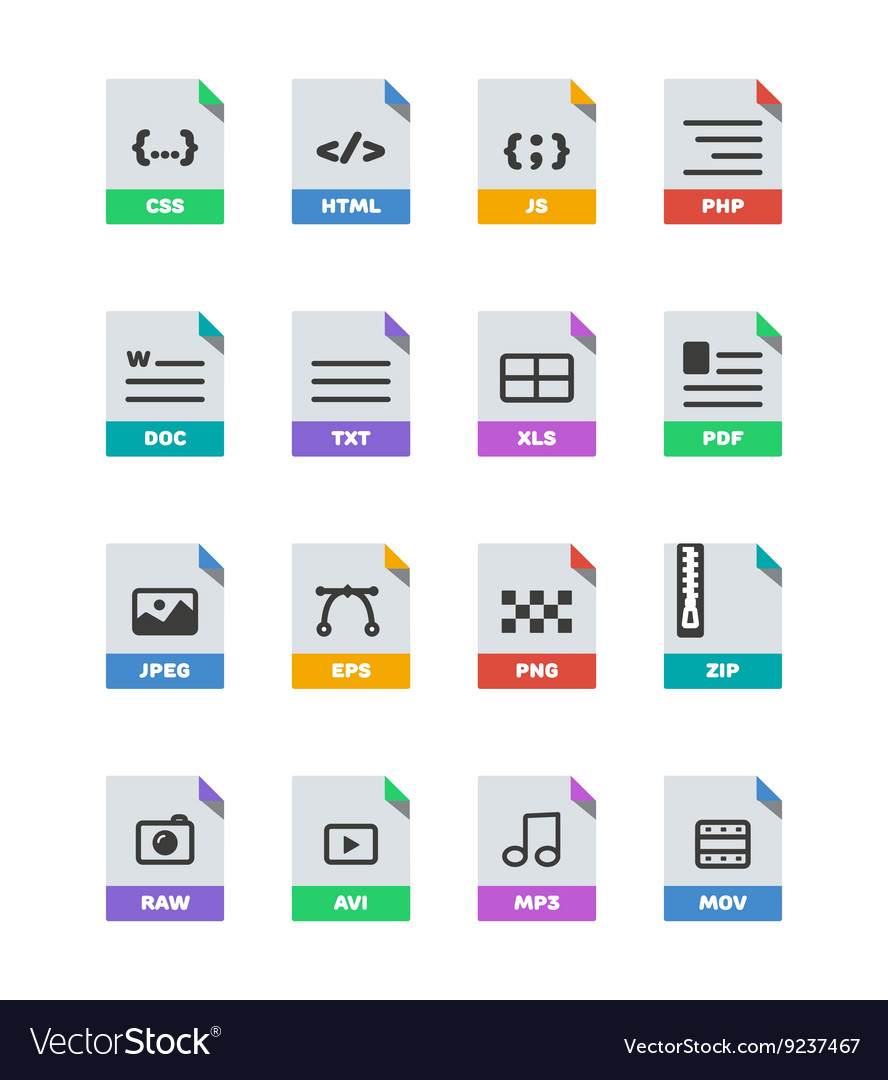 {...}
CSS
</>
HTML
{;}
JS
PHP
W
DOC
TXT
XLS
PDF
JPEG
EPS
PNG
ZIP
RAW
AVI
MP3
MOV
VectorStock®
VectorStock.com/9237467